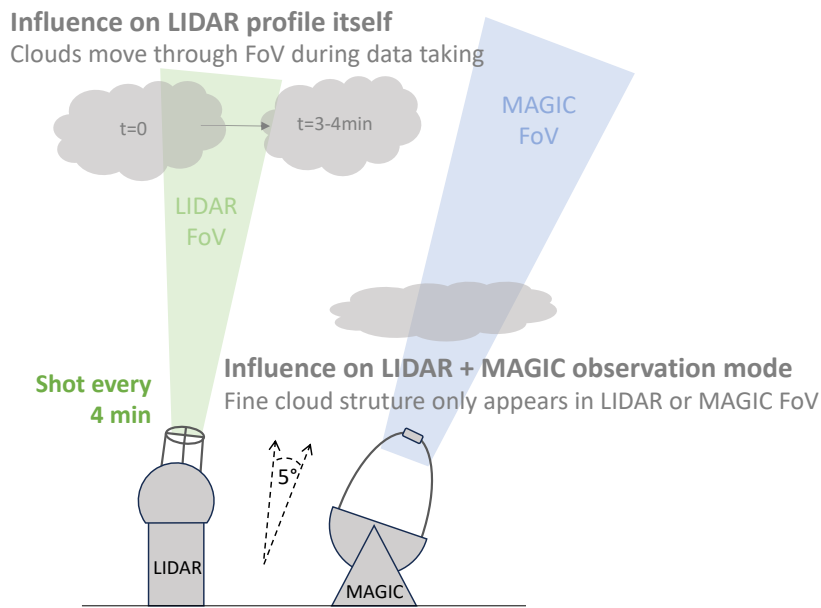 Influence on LIDAR profile itself
Clouds move through FoV during data taking
t=0
t=3-4min
MAGIC
FoV
LIDAR
FoV
Influence on LIDAR + MAGIC observation mode
Fine cloud struture only appears in LIDAR or MAGIC FoV
Shot every
4 min
5°
LIDAR
MAGIC